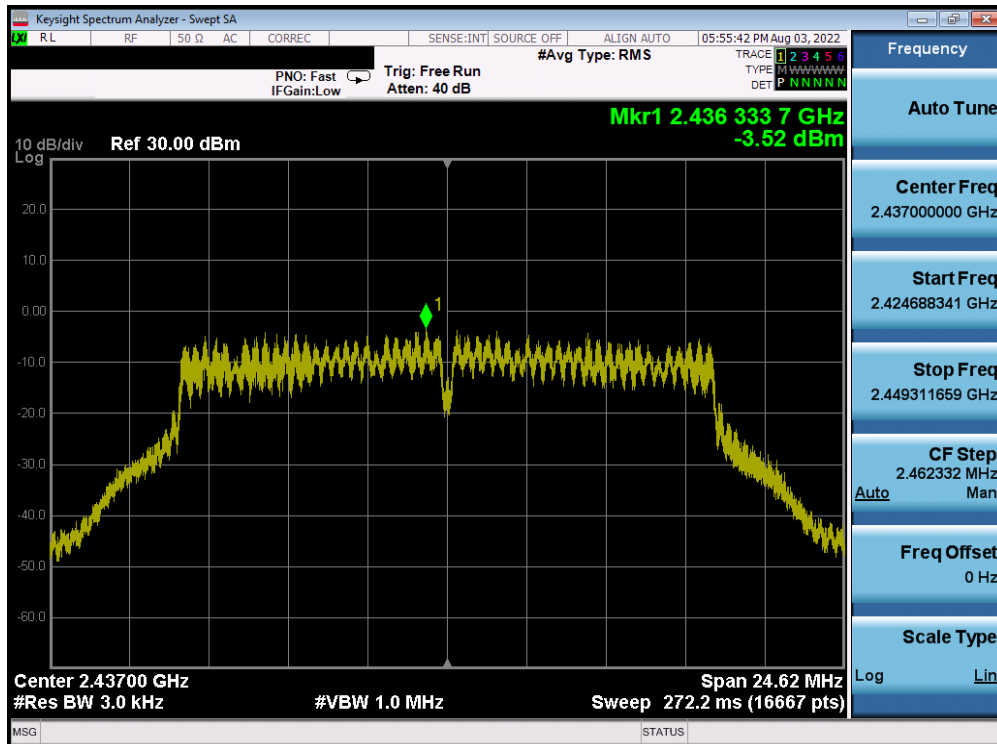 Keysight Spectrum Analyzer - Swept SA
LXI RL RF 50 Ω AC CORREC SENSE:INT SOURCE OFF ALIGN AUTO 05:55:42 PM Aug 03, 2022
#Avg Type: RMS
TRACE 1 2 3 4 5 6
TYPE M WWWWW
DET P N N N N N
PNO: Fast
IFGain:Low
Trig: Free Run
Atten: 40 dB
Mkr1 2.436 333 7 GHz
-3.52 dBm
10 dB/div
Log
Ref 30.00 dBm
20.0
10.0
0.00
-10.0
-20.0
-30.0
-40.0
-50.0
-60.0
1
Center 2.43700 GHz
Span 24.62 MHz
#Res BW 3.0 kHz
#VBW 1.0 MHz
Sweep 272.2 ms (16667 pts)
MSG
STATUS
Frequency
Auto Tune
Center Freq
2.437000000 GHz
Start Freq
2.424688341 GHz
Stop Freq
2.449311659 GHz
CF Step
2.462332 MHz
Auto Man
Freq Offset
0 Hz
Scale Type
Log Lin